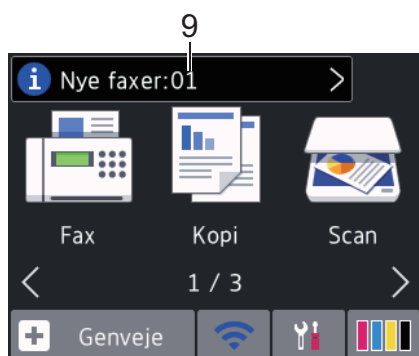 9
i Nye faxer:01 >
Fax Kopi Scan
< 1 / 3 >
+ Genveje